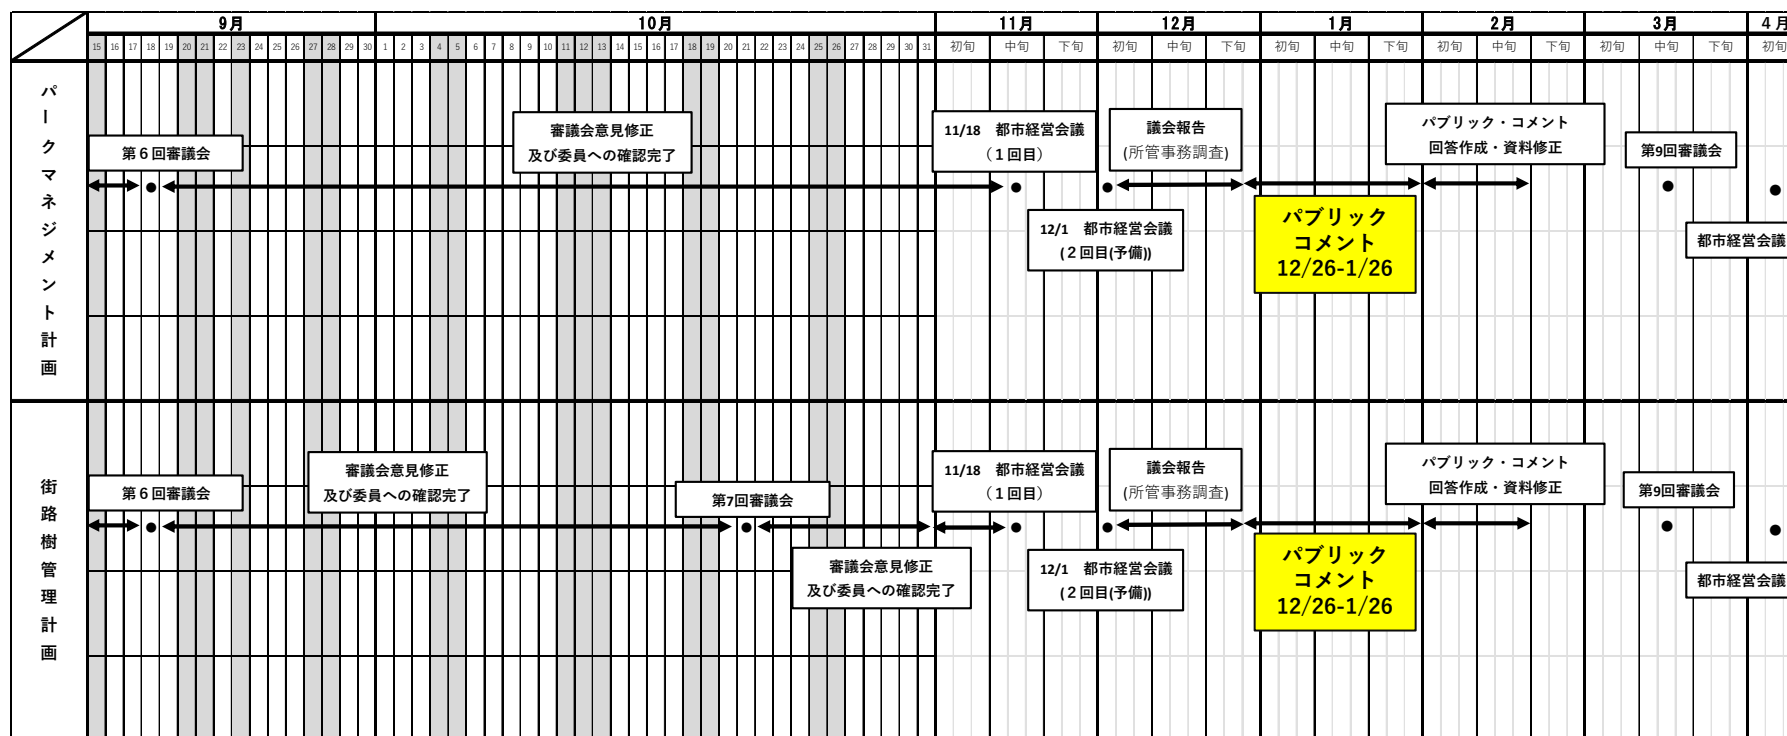 9月 10月 11月 12月 1月 2月 3月 4月
15 16 17 18 19 20 21 22 23 24 25 26 27 28 29 30 1 2 3 4 5 6 7 8 9 10 11 12 13 14 15 16 17 18 19 20 21 22 23 24 25 26 27 28 29 30 31 初旬 中旬 下旬 初旬 中旬 下旬 初旬 中旬 下旬 初旬 中旬 下旬 初旬 中旬 下旬 初旬
パークマネジメント計画
第6回審議会
審議会意見修正
及び委員への確認完了
11/18 都市経営会議
（1回目）
12/1 都市経営会議
(２回目(予備))
議会報告
(所管事務調査)
パブリック
コメント
12/26-1/26
パブリック・コメント
回答作成・資料修正
第9回審議会
都市経営会議
街路樹管理計画
第6回審議会
審議会意見修正
及び委員への確認完了
第7回審議会
審議会意見修正
及び委員への確認完了
11/18 都市経営会議
（1回目）
12/1 都市経営会議
(２回目(予備))
議会報告
(所管事務調査)
パブリック
コメント
12/26-1/26
パブリック・コメント
回答作成・資料修正
第9回審議会
都市経営会議